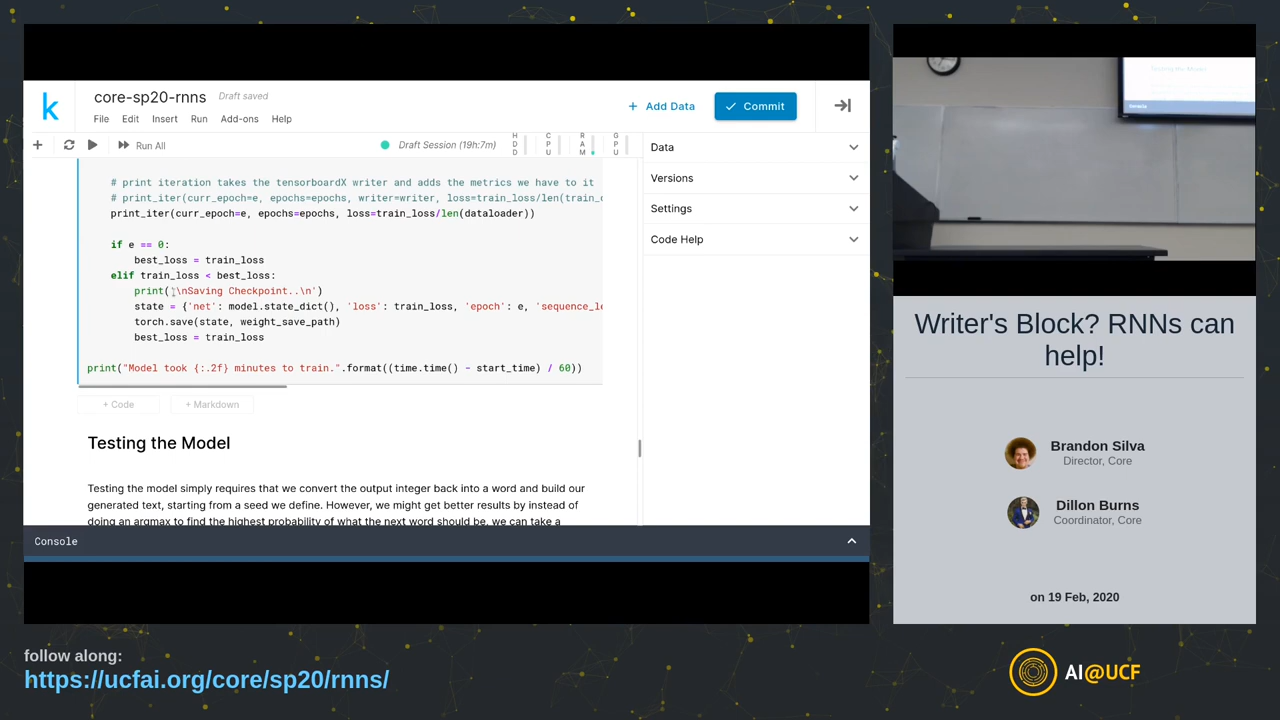 core-sp20-rnns
Draft saved
File Edit Insert Run Add-ons Help
+ Add Data
Commit
Run All
Draft Session (19h:7m)
HDD
CPU
RAM
GPU
# print iteration takes the tensorboardX writer and adds the metrics we have to it
# print_iter(curr_epoch=e, epochs=epochs, writer=writer, loss=train_loss/len(train_
print_iter(curr_epoch=e, epochs=epochs, loss=train_loss/len(dataloader))
if e == 0:
best_loss = train_loss
elif train_loss < best_loss:
print('\nSaving Checkpoint..\n')
state = {'net': model.state_dict(), 'loss': train_loss, 'epoch': e, 'sequence_le
torch.save(state, weight_save_path)
best_loss = train_loss
print("Model took {:.2f} minutes to train.".format((time.time() - start_time) / 60))
+ Code
+ Markdown
Testing the Model
Testing the model simply requires that we convert the output integer back into a word and build our
generated text, starting from a seed we define. However, we might get better results by instead of
doing an argmax to find the highest probability of what the next word should be, we can take a
Data
Versions
Settings
Code Help
Console
Writer's Block? RNNs can
help!
Brandon Silva
Director, Core
Dillon Burns
Coordinator, Core
on 19 Feb, 2020
follow along:
https://ucfai.org/core/sp20/rnns/
AI@UCF